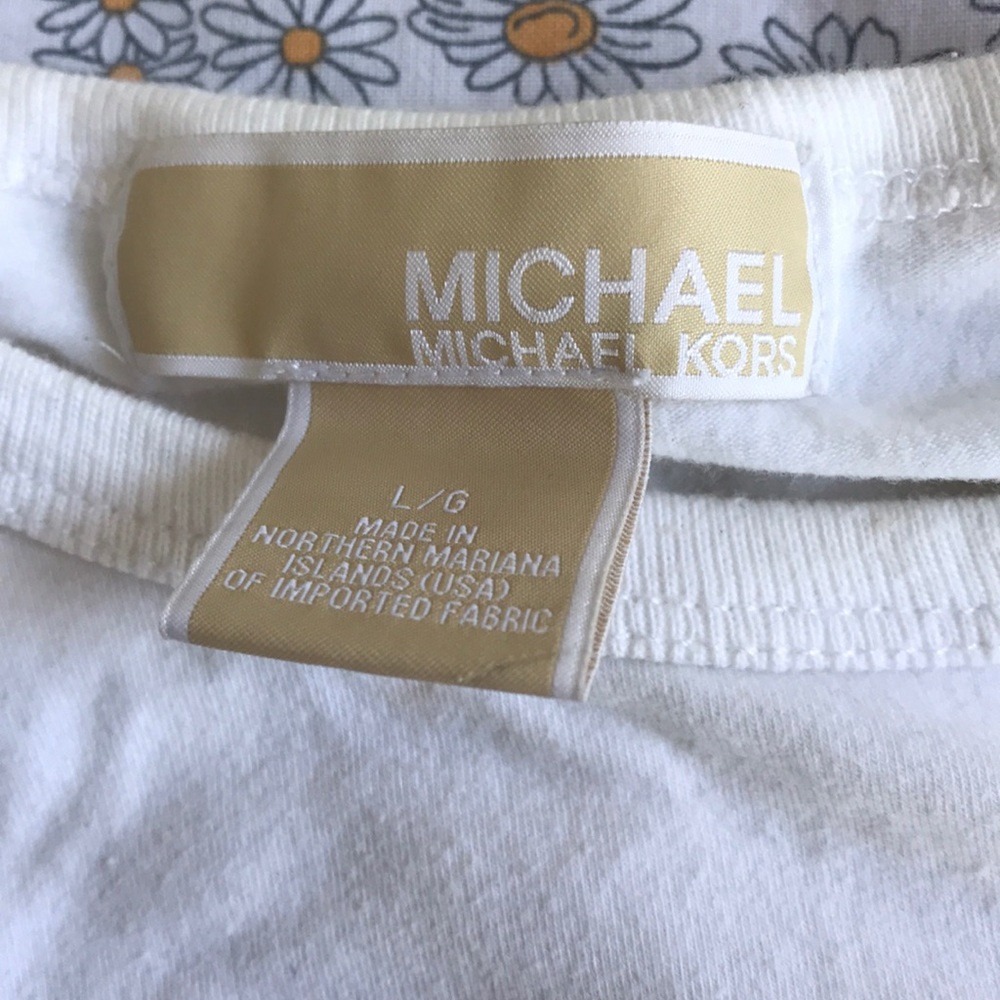 MICHAEL
MICHAEL KORS
L/G
MADE IN
NORTHERN MARIANA
ISLANDS (USA)
OF IMPORTED FABRIC